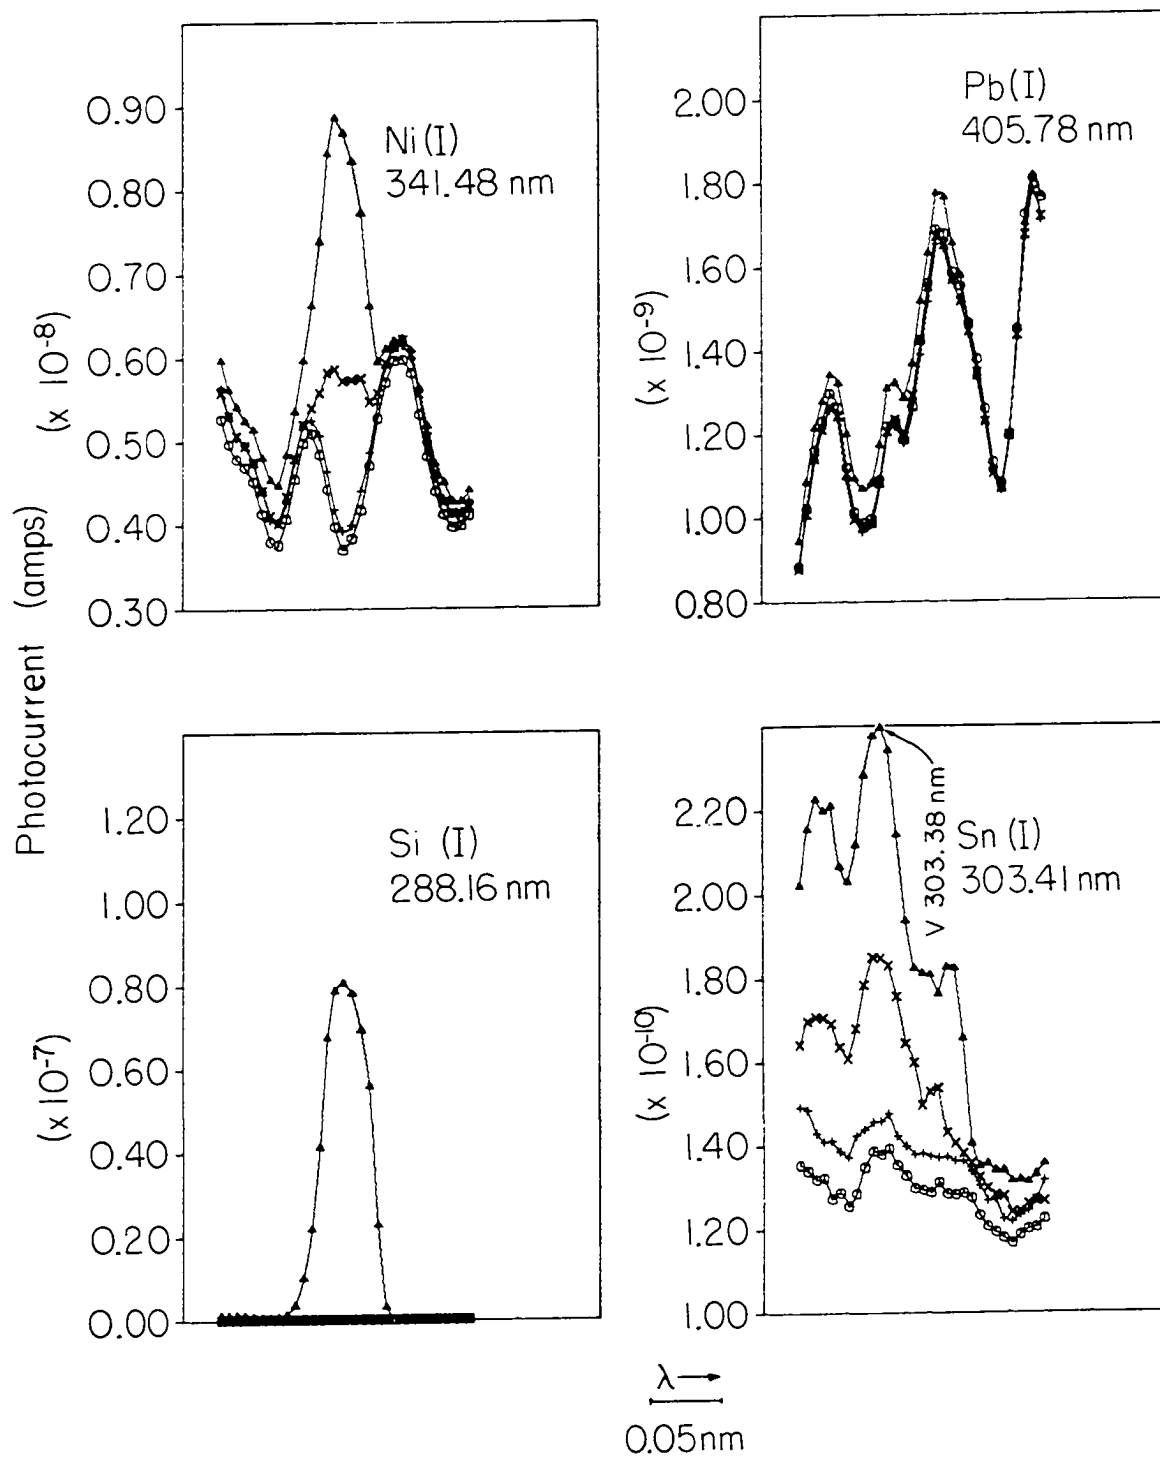 Photocurrent (amps)
(x 10⁻⁸)
0.90
0.80
0.70
0.60
0.50
0.40
0.30
Ni (I)
341.48 nm
(x 10⁻⁹)
2.00
1.80
1.60
1.40
1.20
1.00
0.80
Pb (I)
405.78 nm
(x 10⁻⁷)
1.20
1.00
0.80
0.60
0.40
0.20
0.00
Si (I)
288.16 nm
(x 10⁻¹⁰)
2.20
2.00
1.80
1.60
1.40
1.20
1.00
V 303.38 nm
Sn (I)
303.41 nm
λ→
0.05nm